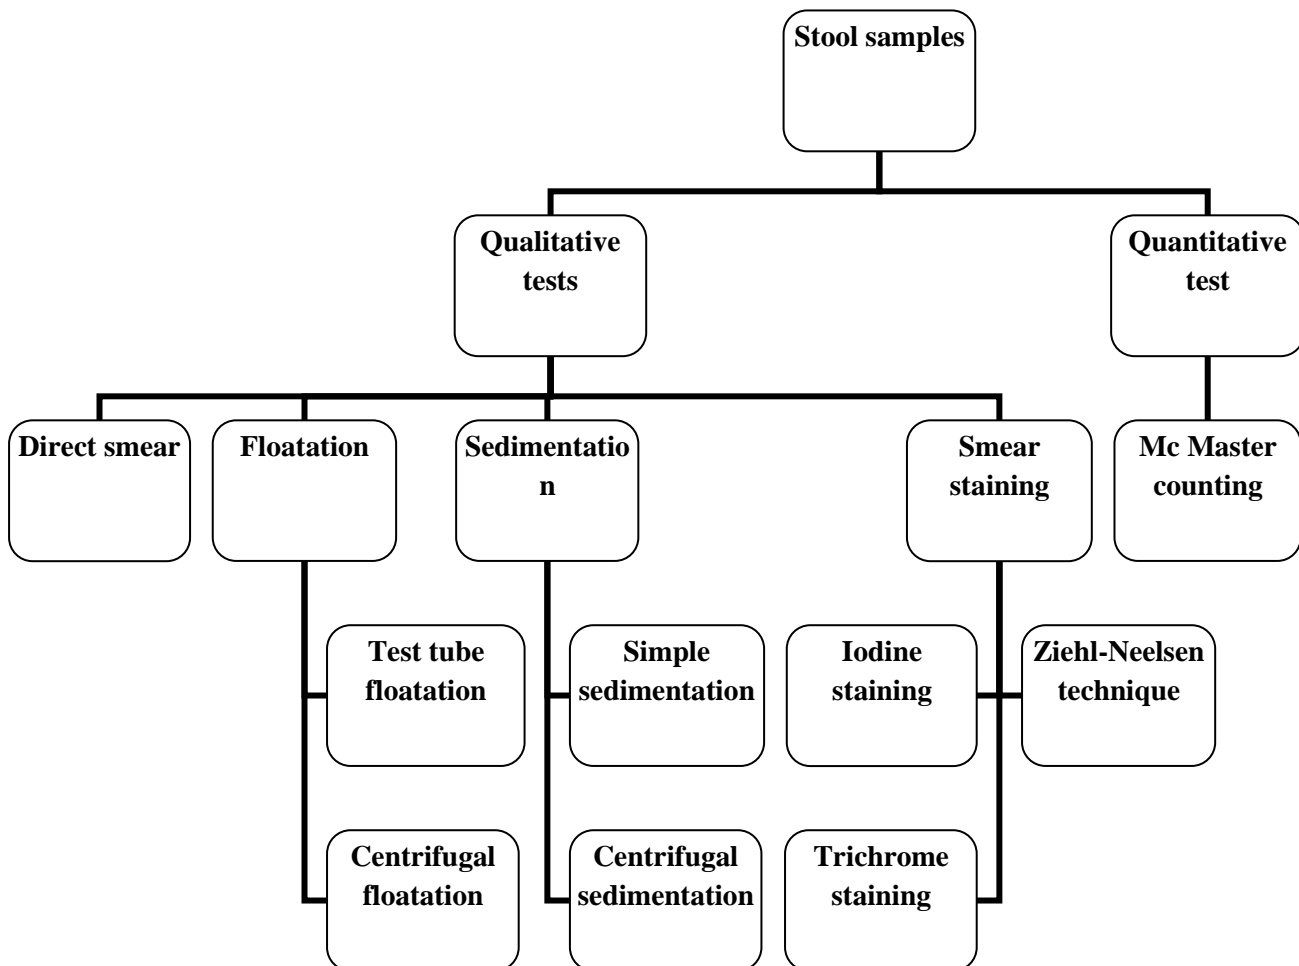 Stool samples
Qualitative
tests
Quantitative
test
Direct smear
Floatation
Sedimentatio
n
Smear
staining
Mc Master
counting
Test tube
floatation
Simple
sedimentation
Iodine
staining
Ziehl-Neelsen
technique
Centrifugal
floatation
Centrifugal
sedimentation
Trichrome
staining